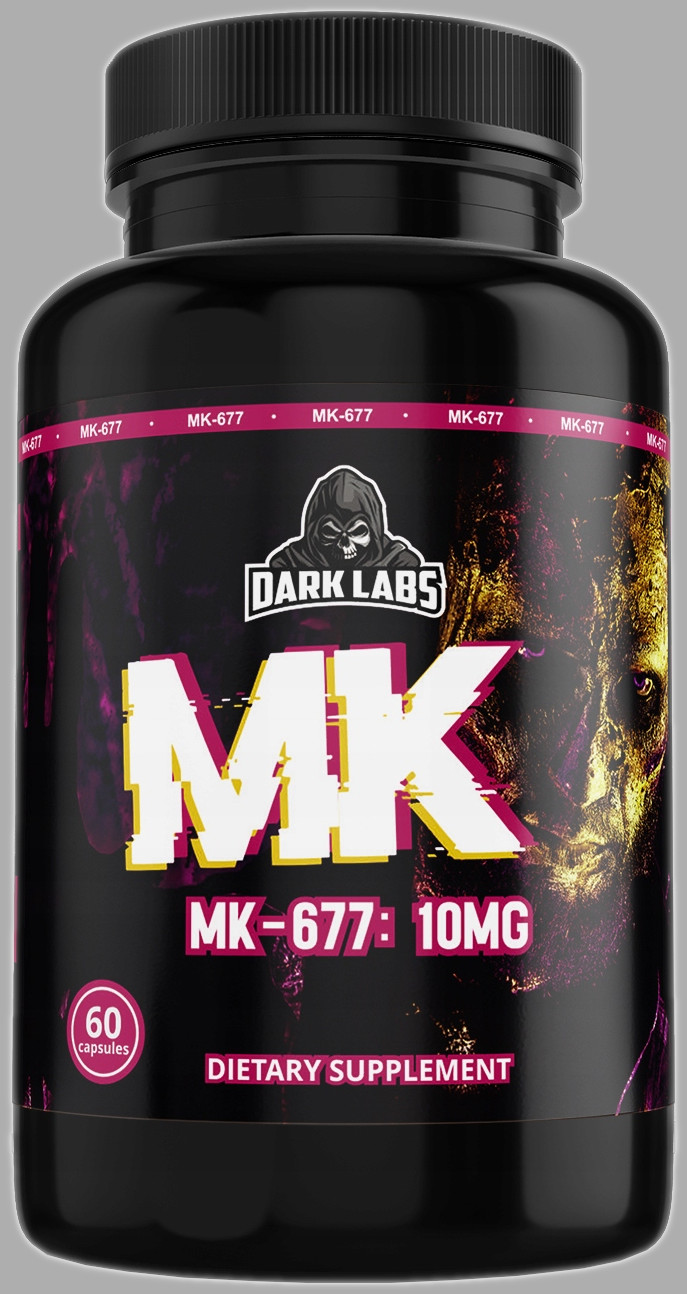 MK-677 • MK-677 • MK-677 • MK-677 • MK-677 • MK-677 • MK-677
DARK LABS
MK
MK-677: 10MG
60
capsules
DIETARY SUPPLEMENT